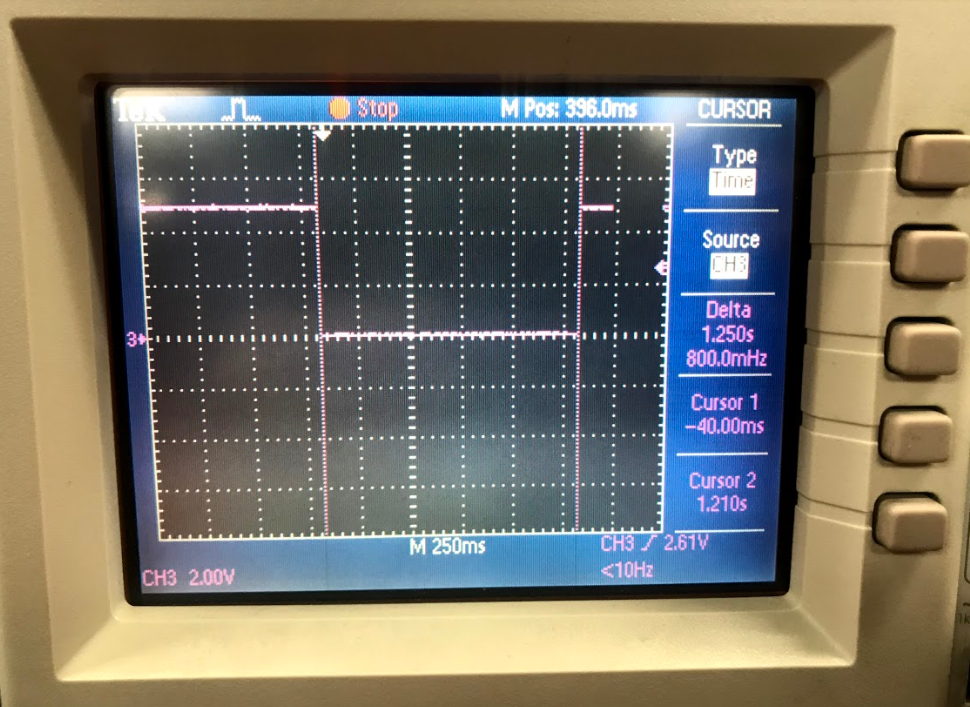 Tek
Stop
M Pos: 396.0ms
CURSOR
Type
Time
Source
CH3
Delta
1.250s
800.0mHz
Cursor 1
-40.00ms
Cursor 2
1.210s
3
M 250ms
CH3 2.61V
<10Hz
CH3 2.00V